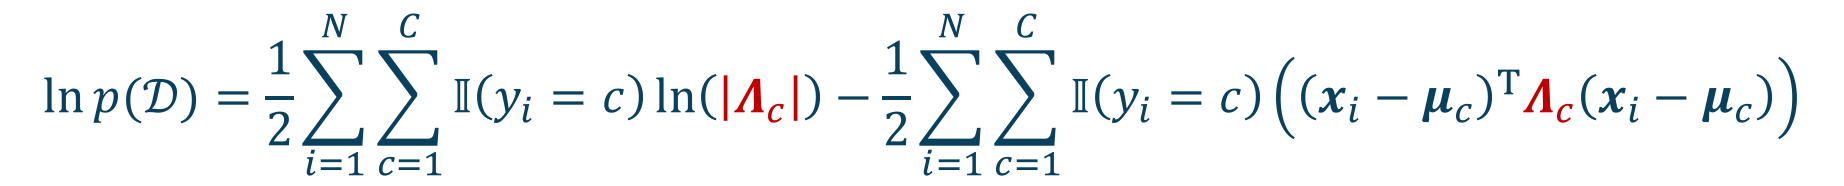 ln p(𝒟) = 1/2 ∑_{i=1}^{N} ∑_{c=1}^{C} 𝕀(y_i = c) ln(|𝜦_c|) − 1/2 ∑_{i=1}^{N} ∑_{c=1}^{C} 𝕀(y_i = c) ((𝒙_i − 𝝁_c)^T 𝜦_c (𝒙_i − 𝝁_c))